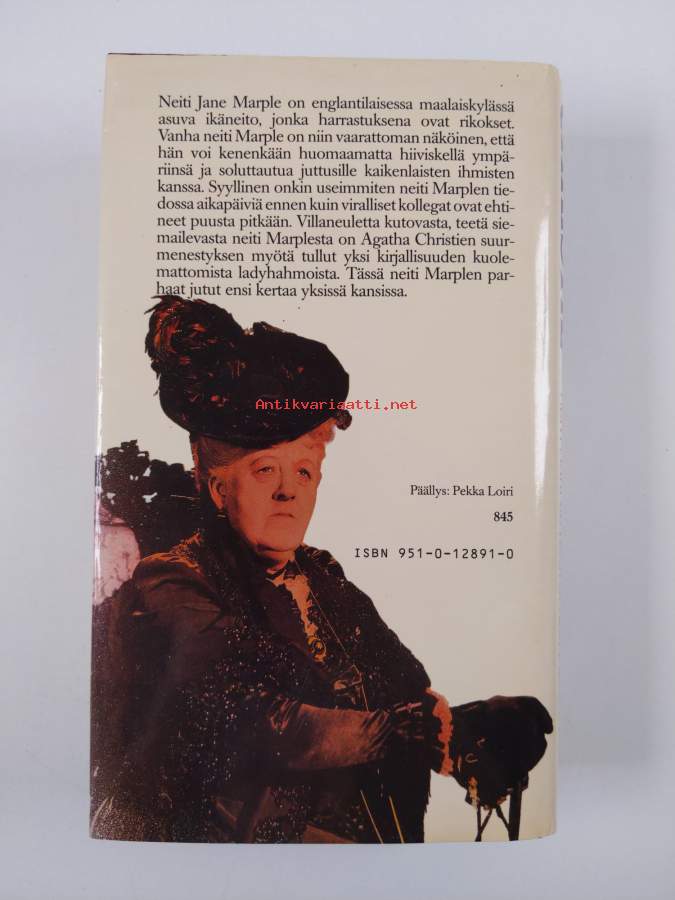 Neiti Jane Marple on englantilaisessa maalaiskylässä
asuva ikäneito, jonka harrastuksena ovat rikokset.
Vanha neiti Marple on niin vaarattoman näköinen, että
hän voi kenenkään huomaamatta hiiviskellä ympä-
riinsä ja soluttautua juttusille kaikenlaisten ihmisten
kanssa. Syyllinen onkin useimmiten neiti Marplen tie-
dossa aikapäiviä ennen kuin viralliset kollegat ovat ehti-
neet puusta pitkään. Villaneuletta kutovasta, teetä sie-
mailevasta neiti Marplesta on Agatha Christien suur-
menestyksen myötä tullut yksi kirjallisuuden kuole-
mattomista ladyhahmoista. Tässä neiti Marplen par-
haat jutut ensi kertaa yksissä kansissa.
Antikvariaatti.net
Päällys: Pekka Loiri
845
ISBN 951-0-12891-0